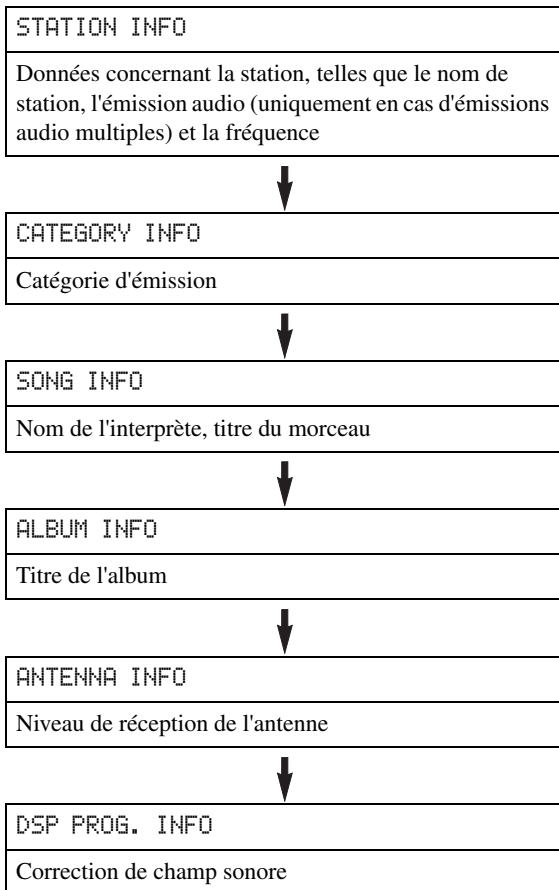 STATION INFO
Données concernant la station, telles que le nom de
station, l'émission audio (uniquement en cas d'émissions
audio multiples) et la fréquence
CATEGORY INFO
Catégorie d'émission
SONG INFO
Nom de l'interprète, titre du morceau
ALBUM INFO
Titre de l'album
ANTENNA INFO
Niveau de réception de l'antenne
DSP PROG. INFO
Correction de champ sonore